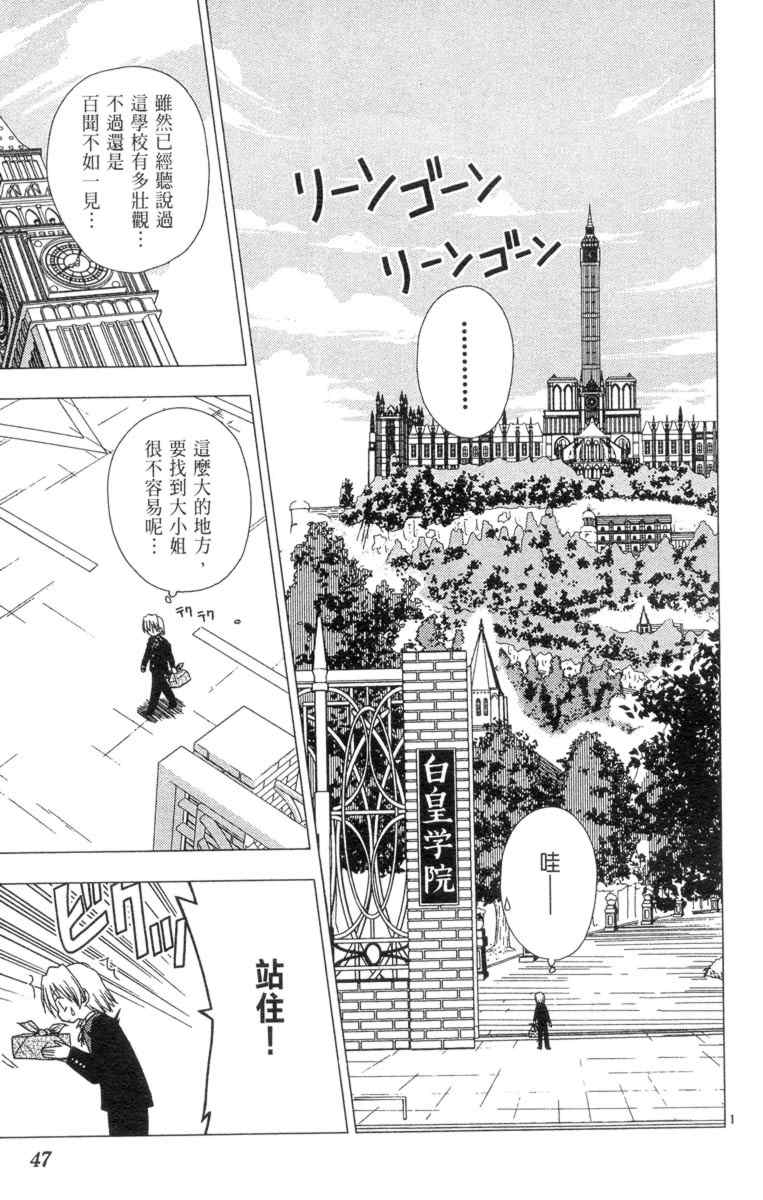 リーンゴーン
リーンゴーン
…………
白皇学院
哇——
雖然已經聽說過
這學校有多壯觀…
不過還是
百聞不如一見…
這麼大的地方，
要找到大小姐
很不容易呢…
テク
テク
站住！
ビクッ
1
47